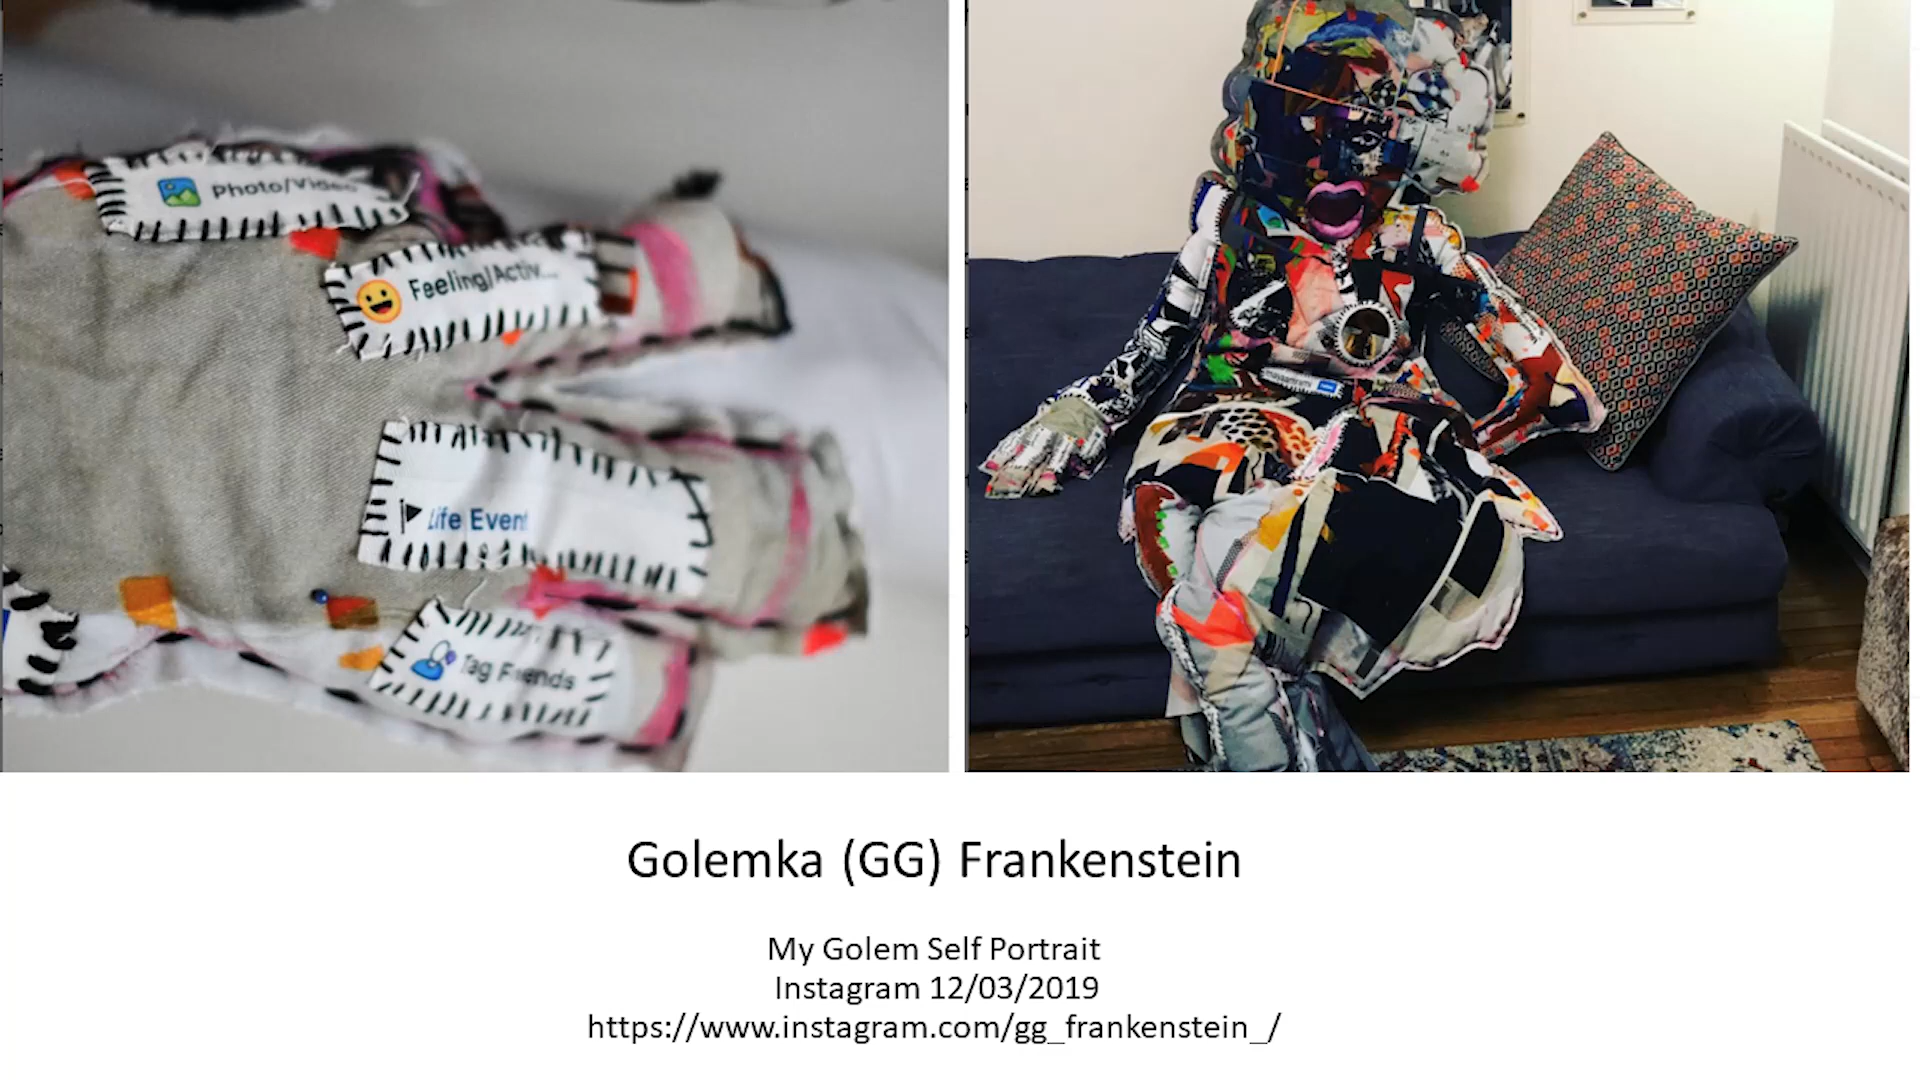 Photo/Video
Feeling/Activ...
Life Event
Tag Friends
Golemka (GG) Frankenstein
My Golem Self Portrait
Instagram 12/03/2019
https://www.instagram.com/gg_frankenstein_/